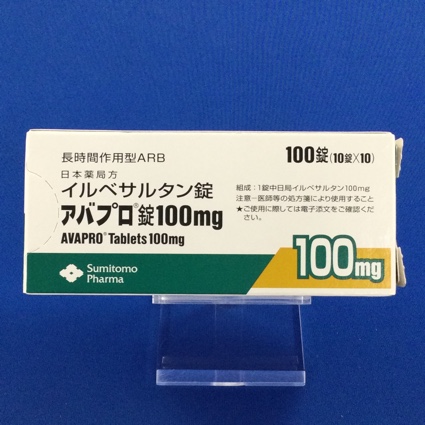 長時間作用型ARB
100錠(10錠×10)
日本薬局方
イルベサルタン錠
アバプロ®錠100mg
AVAPRO® Tablets 100mg
組成：1錠中日局イルベサルタン100mg
注意－医師等の処方箋により使用すること
★ご使用に際しては電子添文をご確認くだ
さい。
Sumitomo
Pharma
100mg